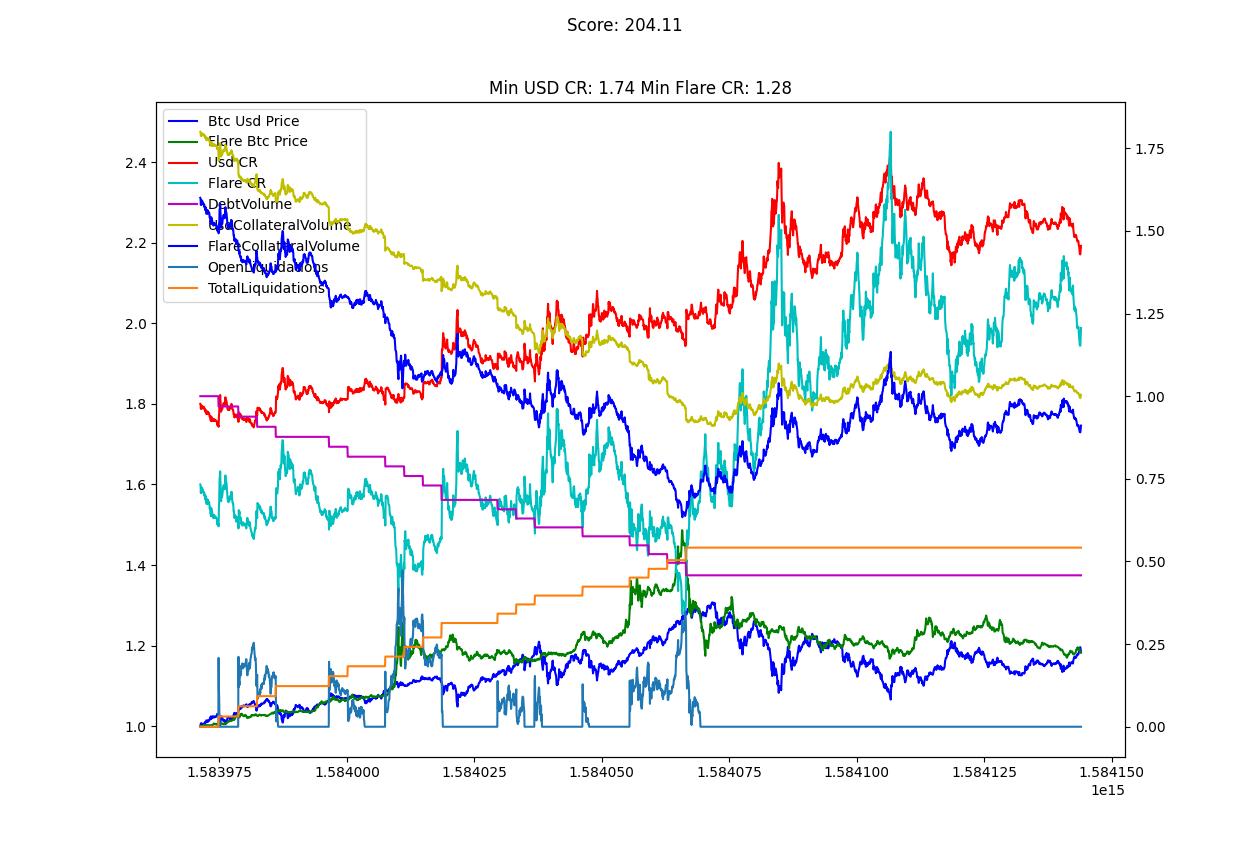 Score: 204.11
Min USD CR: 1.74 Min Flare CR: 1.28
Btc Usd Price
Flare Btc Price
Usd CR
Flare CR
DebtVolume
UsdCollateralVolume
FlareCollateralVolume
OpenLiquidations
TotalLiquidations
2.4
2.2
2.0
1.8
1.6
1.4
1.2
1.0
1.75
1.50
1.25
1.00
0.75
0.50
0.25
0.00
1.583975 1.584000 1.584025 1.584050 1.584075 1.584100 1.584125 1.584150
1e15